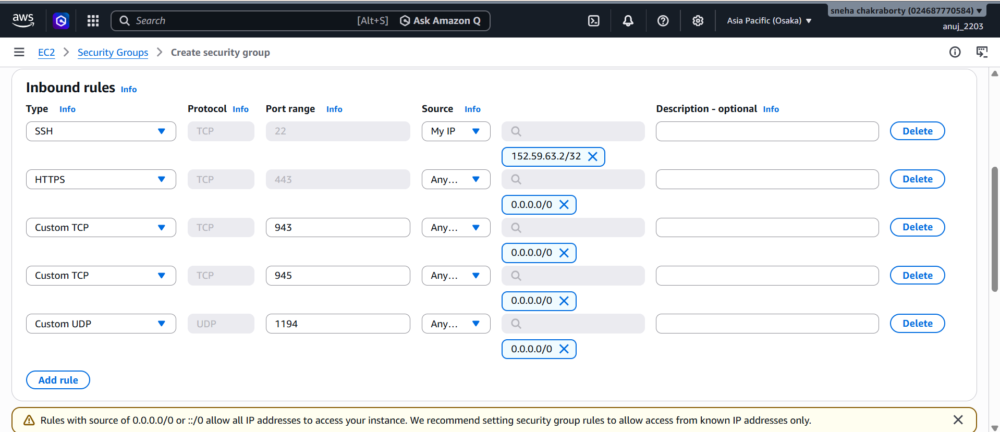 sneha chakraborty (024687770584)
aws Search [Alt+S] Ask Amazon Q Asia Pacific (Osaka)
anuj_2203
EC2 Security Groups Create security group
Inbound rules Info
Type Info Protocol Info Port range Info Source Info Description - optional Info
SSH TCP 22 My IP Delete
152.59.63.2/32
HTTPS TCP 443 Any... Delete
0.0.0.0/0
Custom TCP TCP 943 Any... Delete
0.0.0.0/0
Custom TCP TCP 945 Any... Delete
0.0.0.0/0
Custom UDP UDP 1194 Any... Delete
0.0.0.0/0
Add rule
Rules with source of 0.0.0.0/0 or ::/0 allow all IP addresses to access your instance. We recommend setting security group rules to allow access from known IP addresses only.